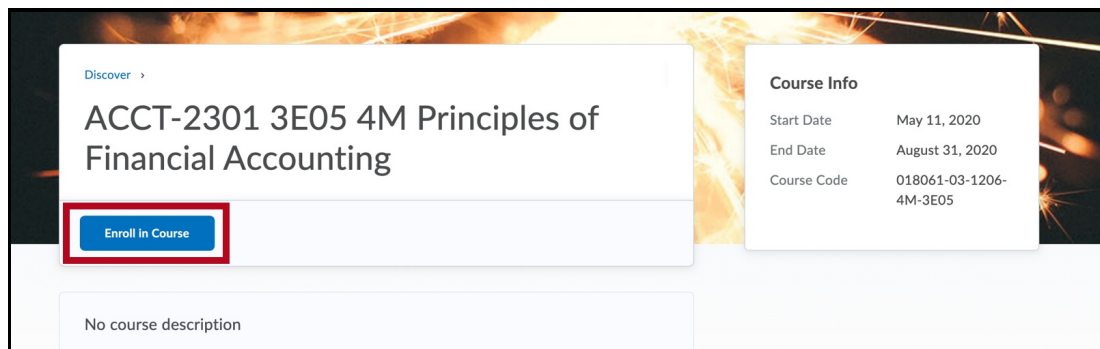 Discover ›
ACCT-2301 3E05 4M Principles of
Financial Accounting
Enroll in Course
No course description
Course Info
Start Date May 11, 2020
End Date August 31, 2020
Course Code 018061-03-1206-
4M-3E05